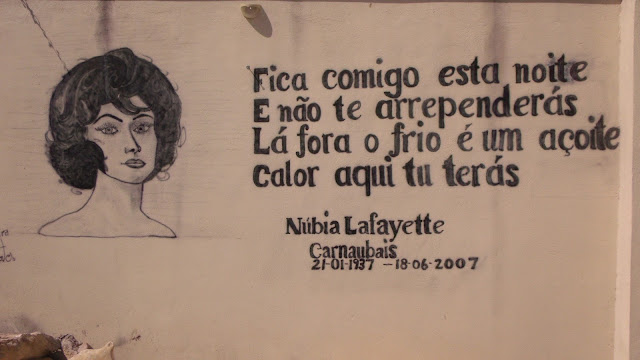 Fica comigo esta noite
E não te arrependerás
Lá fora o frio é um açoite
calor aqui tu terás
Núbia Lafayette
Carnaubais
21-01-1937 - 18-06-2007